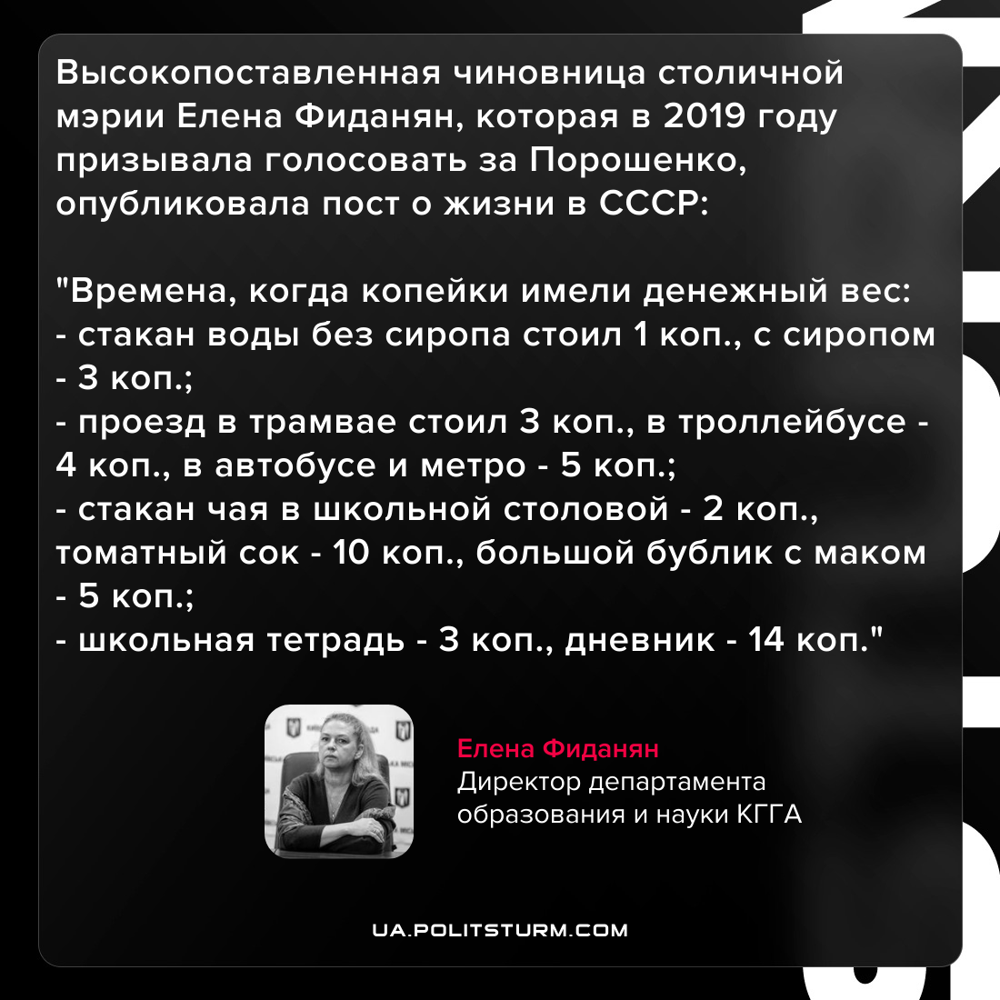 Высокопоставленная чиновница столичной
мэрии Елена Фиданян, которая в 2019 году
призывала голосовать за Порошенко,
опубликовала пост о жизни в СССР:
"Времена, когда копейки имели денежный вес:
- стакан воды без сиропа стоил 1 коп., с сиропом
- 3 коп.;
- проезд в трамвае стоил 3 коп., в троллейбусе -
4 коп., в автобусе и метро - 5 коп.;
- стакан чая в школьной столовой - 2 коп.,
томатный сок - 10 коп., большой бублик с маком
- 5 коп.;
- школьная тетрадь - 3 коп., дневник - 14 коп."
Елена Фиданян
Директор департамента
образования и науки КГГА
UA.POLITSTURM.COM